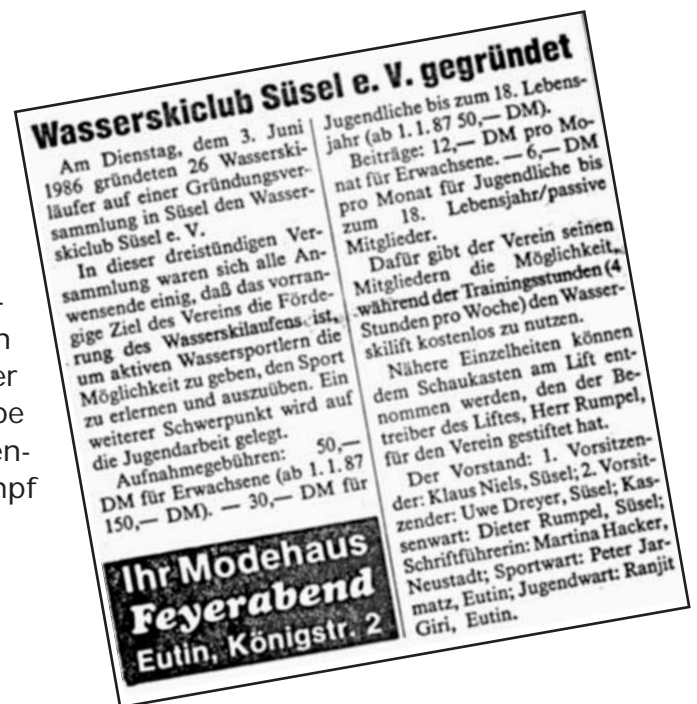 -
n
er
be
en-
npf
Wasserskiclub Süsel e. V. gegründet
Am Dienstag, dem 3. Juni
1986 gründeten 26 Wasserski-
läufer auf einer Gründungsver-
sammlung in Süsel den Wasser-
skiclub Süsel e. V.
In dieser dreistündigen Ver-
sammlung waren sich alle An-
wensende einig, daß das vorran-
gige Ziel des Vereins die Förde-
rung des Wasserskilaufens ist,
um aktiven Wassersportlern die
Möglichkeit zu geben, den Sport
zu erlernen und auszuüben. Ein
weiterer Schwerpunkt wird auf
die Jugendarbeit gelegt.
Aufnahmegebühren: 50,—
DM für Erwachsene (ab 1. 1. 87
150,— DM). — 30,— DM für
Jugendliche bis zum 18. Lebens-
jahr (ab 1. 1. 87 50,— DM).
Beiträge: 12,— DM pro Mo-
nat für Erwachsene. — 6,— DM
pro Monat für Jugendliche bis
zum 18. Lebensjahr/passive
Mitglieder.
Dafür gibt der Verein seinen
Mitgliedern die Möglichkeit,
während der Trainingsstunden (4
Stunden pro Woche) den Wasser-
skilift kostenlos zu nutzen.
Nähere Einzelheiten können
dem Schaukasten am Lift ent-
nommen werden, den der Be-
treiber des Liftes, Herr Rumpel,
für den Verein gestiftet hat.
Der Vorstand: 1. Vorsitzen-
der: Klaus Niels, Süsel; 2. Vorsit-
zender: Uwe Dreyer, Süsel; Kas-
senwart: Dieter Rumpel, Süsel;
Schriftführerin: Martina Hacker,
Neustadt; Sportwart: Peter Jar-
matz, Eutin; Jugendwart: Ranjit
Giri, Eutin.
Ihr Modehaus
Feyerabend
Eutin, Königstr. 2